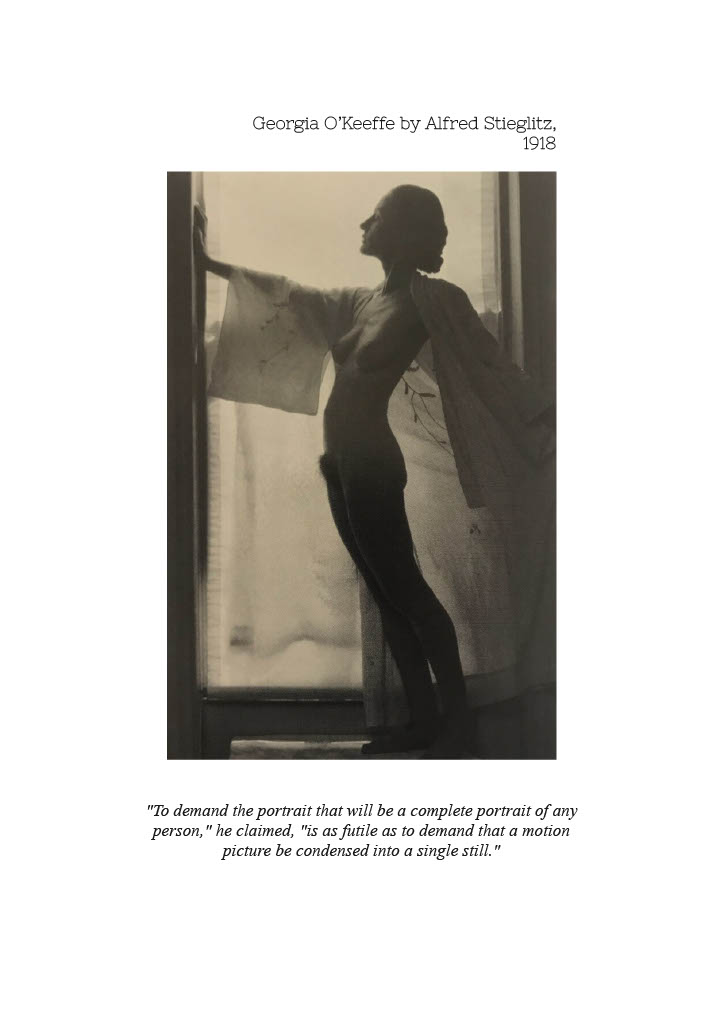 Georgia O'Keeffe by Alfred Stieglitz,
1918
"To demand the portrait that will be a complete portrait of any
person," he claimed, "is as futile as to demand that a motion
picture be condensed into a single still."